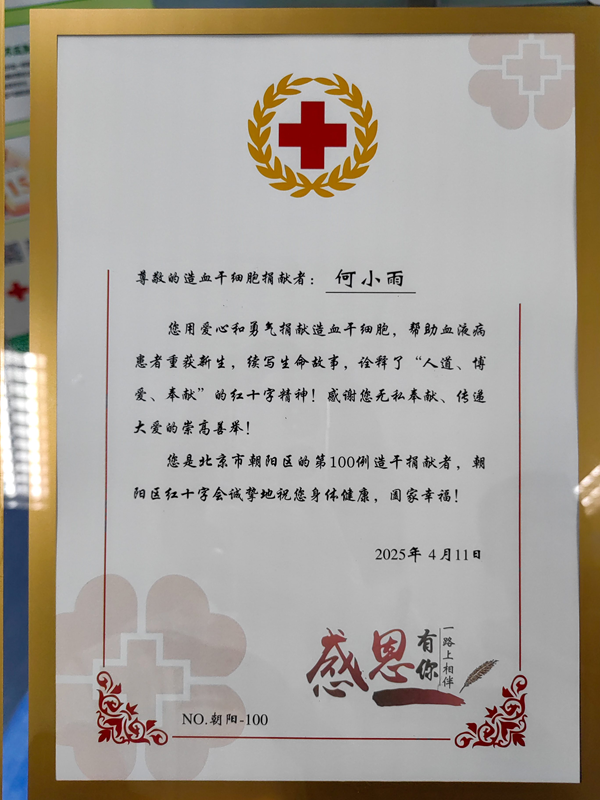 尊敬的造血干细胞捐献者：何小雨
您用爱心和勇气捐献造血干细胞，帮助血液病
患者重获新生，续写生命故事，诠释了“人道、博
爱、奉献”的红十字精神！感谢您无私奉献、传递
大爱的崇高善举！
您是北京市朝阳区的第100例造干捐献者，朝
阳区红十字会诚挚地祝您身体健康，阖家幸福！
2025年 4月11日
感恩有你
一路上相伴
NO.朝阳-100